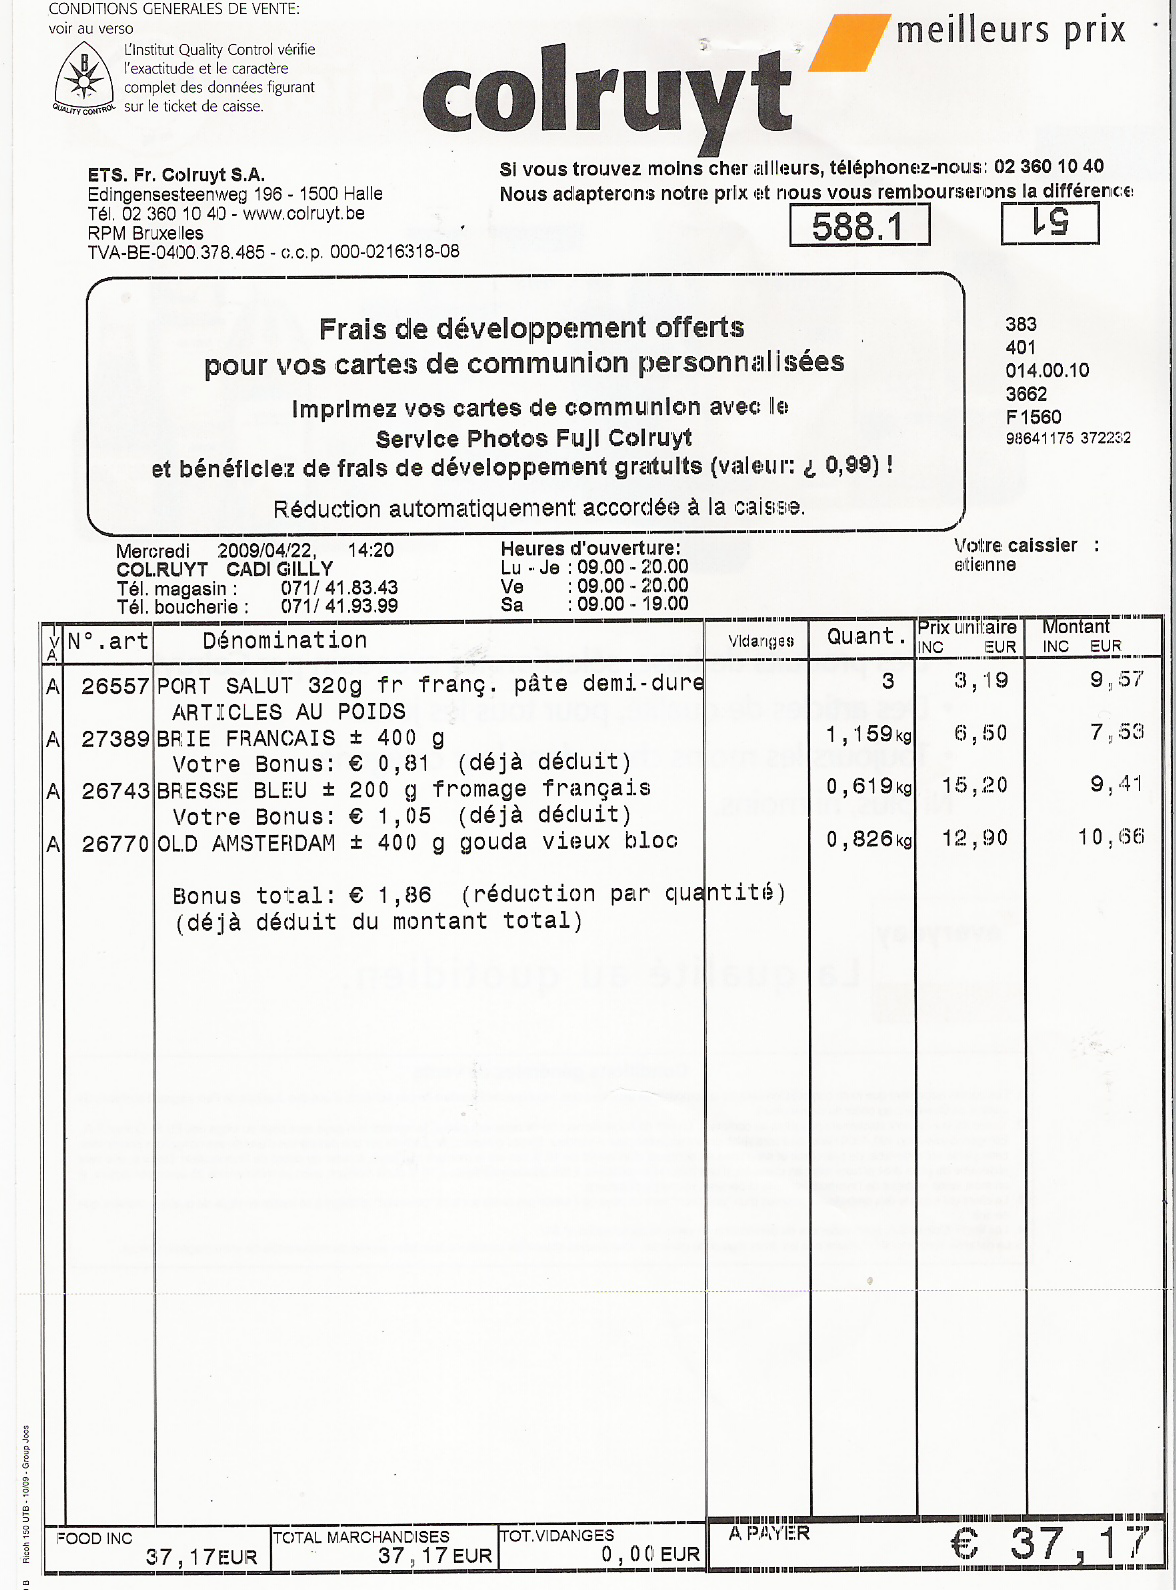 CONDITIONS GENERALES DE VENTE:
voir au verso
L'Institut Quality Control vérifie
l'exactitude et le caractère
complet des données figurant
sur le ticket de caisse.
B
QUALITY CONTROL
meilleurs prix
colruyt
ETS. Fr. Colruyt S.A.
Edingensesteenweg 196 - 1500 Halle
Tél. 02 360 10 40 - www.colruyt.be
RPM Bruxelles
TVA-BE-0400.378.485 - c.c.p. 000-0216318-08
Si vous trouvez moins cher ailleurs, téléphonez-nous: 02 360 10 40
Nous adapterons notre prix et nous vous rembourserons la différence
588.1
51
Frais de développement offerts
pour vos cartes de communion personnalisées
Imprimez vos cartes de communion avec le
Service Photos Fuji Colruyt
et bénéficiez de frais de développement gratuits (valeur: ¿ 0,99) !
Réduction automatiquement accordée à la caisse.
383
401
014.00.10
3662
F1560
98641175 372232
Mercredi 2009/04/22, 14:20
COLRUYT CADI GILLY
Tél. magasin : 071/ 41.83.43
Tél. boucherie : 071/ 41.93.99
Heures d'ouverture:
Lu - Je : 09.00 - 20.00
Ve : 09.00 - 20.00
Sa : 09.00 - 19.00
Votre caissier :
etienne
TVA N°.art Dénomination Vidanges Quant. Prix unitaire INC EUR Montant INC EUR
A 26557 PORT SALUT 320g fr franç. pâte demi-dure 3 3,19 9,57
ARTICLES AU POIDS
A 27389 BRIE FRANCAIS ± 400 g 1,159kg 6,50 7,53
Votre Bonus: € 0,81 (déjà déduit)
A 26743 BRESSE BLEU ± 200 g fromage français 0,619kg 15,20 9,41
Votre Bonus: € 1,05 (déjà déduit)
A 26770 OLD AMSTERDAM ± 400 g gouda vieux bloc 0,826kg 12,90 10,66
Bonus total: € 1,86 (réduction par quantité)
(déjà déduit du montant total)
FOOD INC
37,17EUR
TOTAL MARCHANDISES
37,17EUR
TOT.VIDANGES
0,00 EUR
A PAYER
€ 37,17
Ricoh 150 UTB - 10/09 - Group Joos